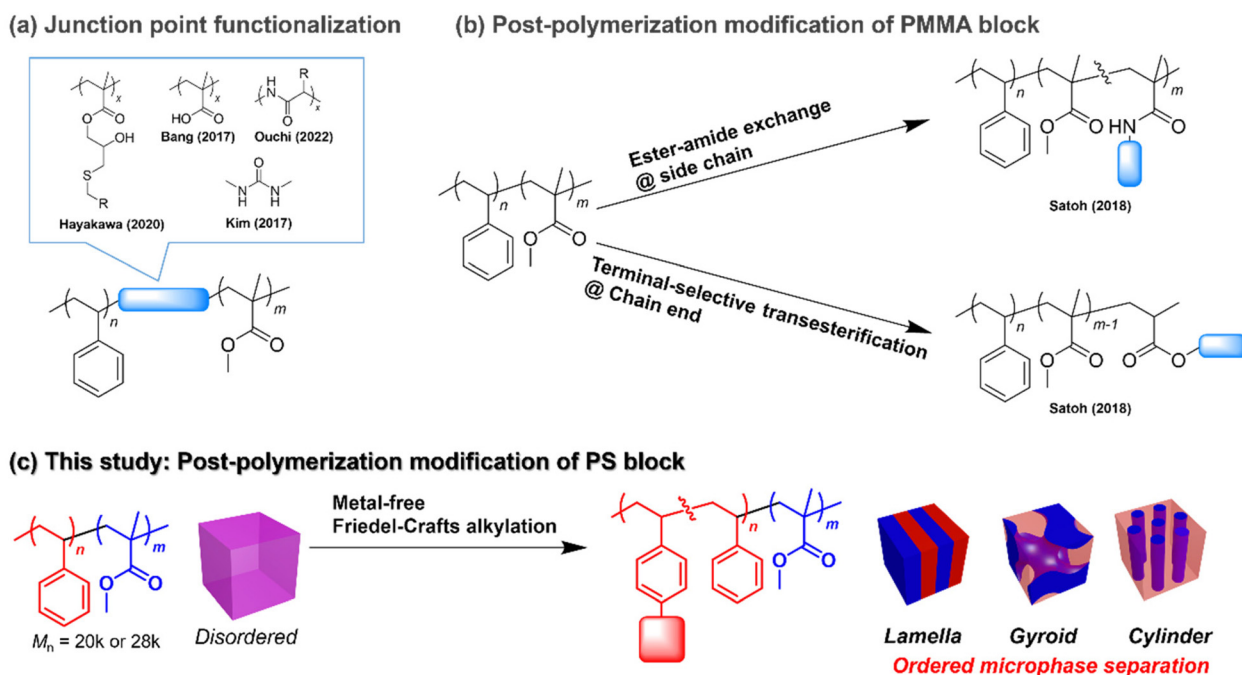 (a) Junction point functionalization
(b) Post-polymerization modification of PMMA block
R
H
N
x
x
x
O
O
HO
O
O
OH
Bang (2017)
Ouchi (2022)
O
S
N
H
N
H
R
Hayakawa (2020)
Kim (2017)
n
m
O
O
n
m
O
O
Ester-amide exchange
@ side chain
Terminal-selective transesterification
@ Chain end
n
m
O
O
HN
O
Satoh (2018)
n
m-1
O
O
O
O
Satoh (2018)
(c) This study: Post-polymerization modification of PS block
n
m
O
O
Mn = 20k or 28k
Disordered
Metal-free
Friedel-Crafts alkylation
n
m
O
O
Lamella
Gyroid
Cylinder
Ordered microphase separation